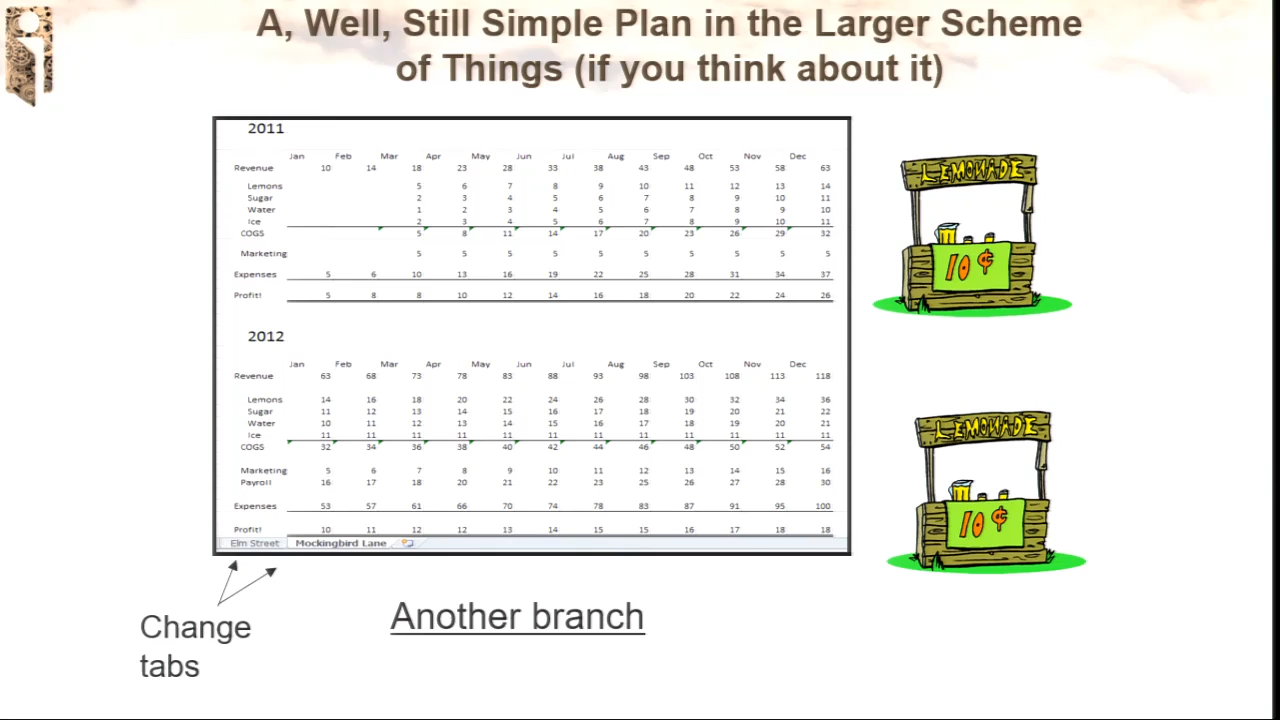 A, Well, Still Simple Plan in the Larger Scheme
of Things (if you think about it)
2011
Jan Feb Mar Apr May Jun Jul Aug Sep Oct Nov Dec
Revenue 10 14 18 23 28 33 38 43 48 53 58 63
Lemons 5 6 7 8 9 10 11 12 13 14
Sugar 2 3 4 5 6 7 8 9 10 11
Water 1 2 3 4 5 6 7 8 9 10
Ice 2 3 4 5 6 7 8 9 10 11
COGS 5 8 11 14 17 20 23 26 29 32
Marketing 5 5 5 5 5 5 5 5 5 5
Expenses 5 6 10 13 16 19 22 25 28 31 34 37
Profit! 5 8 8 10 12 14 16 18 20 22 24 26
2012
Jan Feb Mar Apr May Jun Jul Aug Sep Oct Nov Dec
Revenue 63 68 73 78 83 88 93 98 103 108 113 118
Lemons 14 16 18 20 22 24 26 28 30 32 34 36
Sugar 11 12 13 14 15 16 17 18 19 20 21 22
Water 10 11 12 13 14 15 16 17 18 19 20 21
Ice 11 11 11 11 11 11 11 11 11 11 11 11
COGS 32 34 36 38 40 42 44 46 48 50 52 54
Marketing 5 6 7 8 9 10 11 12 13 14 15 16
Payroll 16 17 18 20 21 22 23 25 26 27 28 30
Expenses 53 57 61 66 70 74 78 83 87 91 95 100
Profit! 10 11 12 12 13 14 15 15 16 17 18 18
Elm Street Mockingbird Lane
LEMONADE
10¢
LEMONADE
10¢
Change
tabs
Another branch